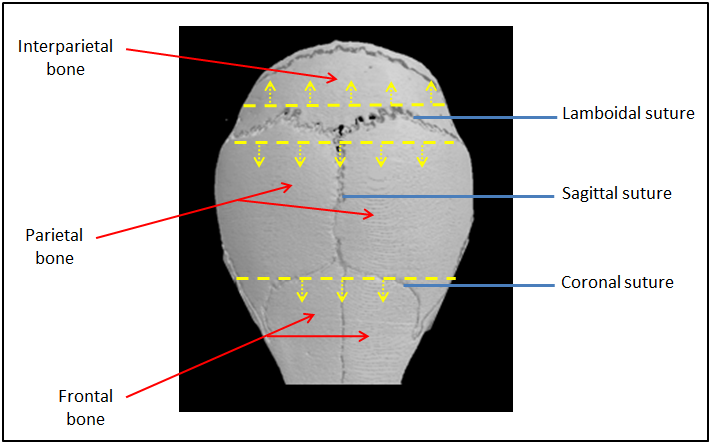 Interparietal
bone
Lamboidal suture
Sagittal suture
Parietal
bone
Coronal suture
Frontal
bone